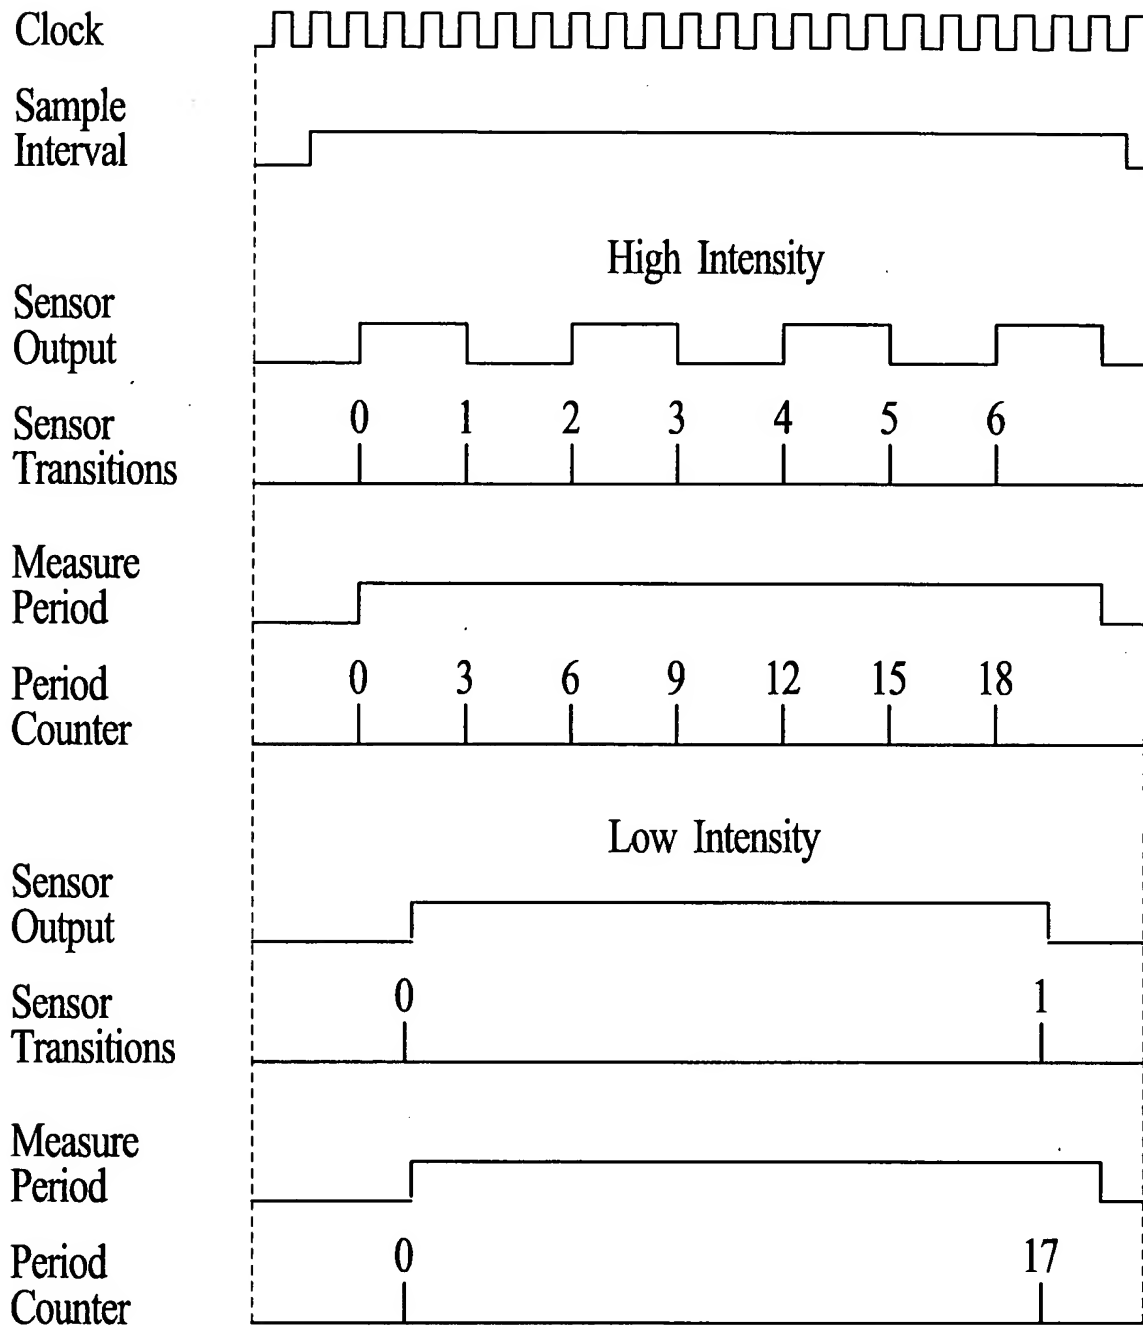 Clock
Sample
Interval
High Intensity
Sensor
Output
Sensor
Transitions
0 1 2 3 4 5 6
Measure
Period
Period
Counter
0 3 6 9 12 15 18
Low Intensity
Sensor
Output
Sensor
Transitions
0 1
Measure
Period
Period
Counter
0 17